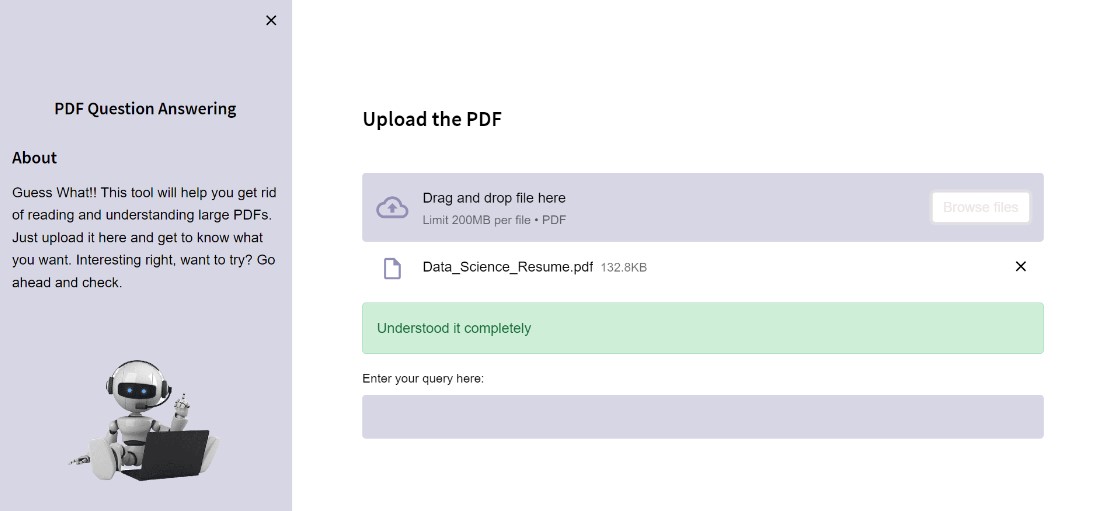 PDF Question Answering
About
Guess What!! This tool will help you get rid
of reading and understanding large PDFs.
Just upload it here and get to know what
you want. Interesting right, want to try? Go
ahead and check.
Upload the PDF
Drag and drop file here
Limit 200MB per file • PDF
Browse files
Data_Science_Resume.pdf 132.8KB
Understood it completely
Enter your query here: